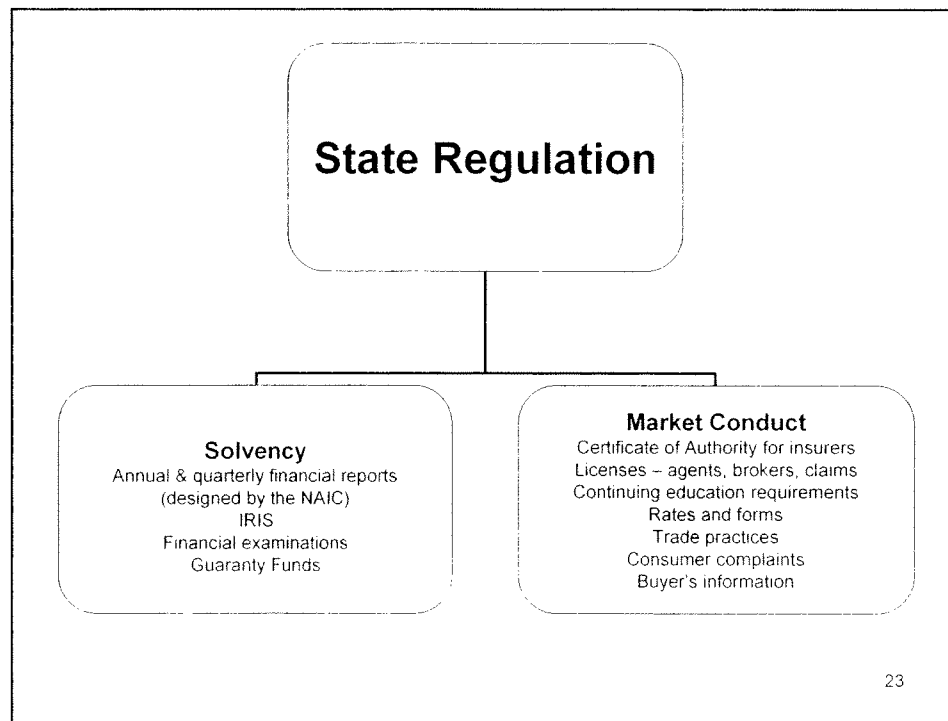 State Regulation
Solvency
Annual & quarterly financial reports
(designed by the NAIC)
IRIS
Financial examinations
Guaranty Funds
Market Conduct
Certificate of Authority for insurers
Licenses – agents, brokers, claims
Continuing education requirements
Rates and forms
Trade practices
Consumer complaints
Buyer's information
23